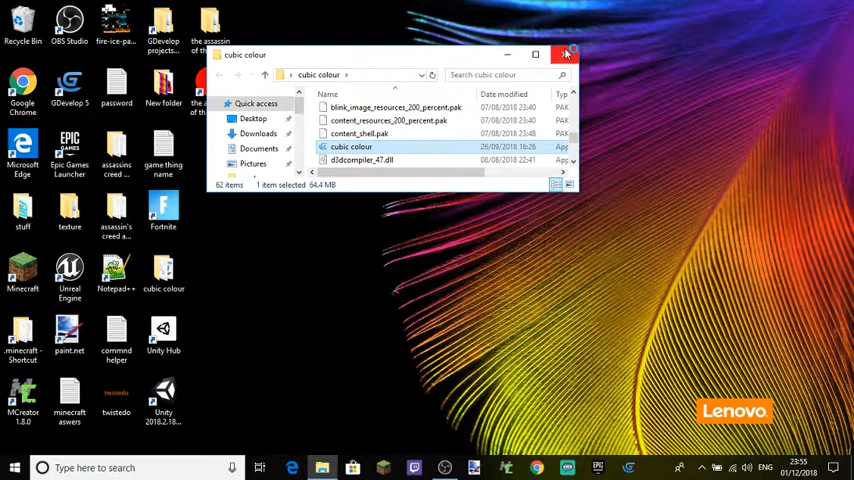 cubic colour
cubic colour
Search cubic colour
Name
Date modified
Typ
Quick access
Desktop
Downloads
Documents
Pictures
blink_image_resources_200_percent.pak
07/08/2018 23:40
PAK
content_resources_200_percent.pak
07/08/2018 23:40
PAK
content_shell.pak
07/08/2018 23:48
PAK
cubic colour
26/09/2018 16:26
App
d3dcompiler_47.dll
08/08/2018 22:41
App
62 items
1 item selected
64.4 MB
Recycle Bin
OBS Studio
fire-ice-pa...
GDevelop
projects...
the assassin
of th...
Google
Chrome
GDevelop 5
password
New folder
the a
Microsoft
Edge
Epic Games
Launcher
assassins
creed
game
stuff
texture
assassin's
creed a
Fortnite
Minecraft
Unreal
Engine
Notepad++
cubic colour
.minecraft -
Shortcut
paint.net
commnd
helper
Unity Hub
MCreator
1.8.0
minecraft
aswers
twistedo
twistedo
Unity
2018.2.18...
Lenovo
Type here to search
EPIC
ENG
23:55
01/12/2018